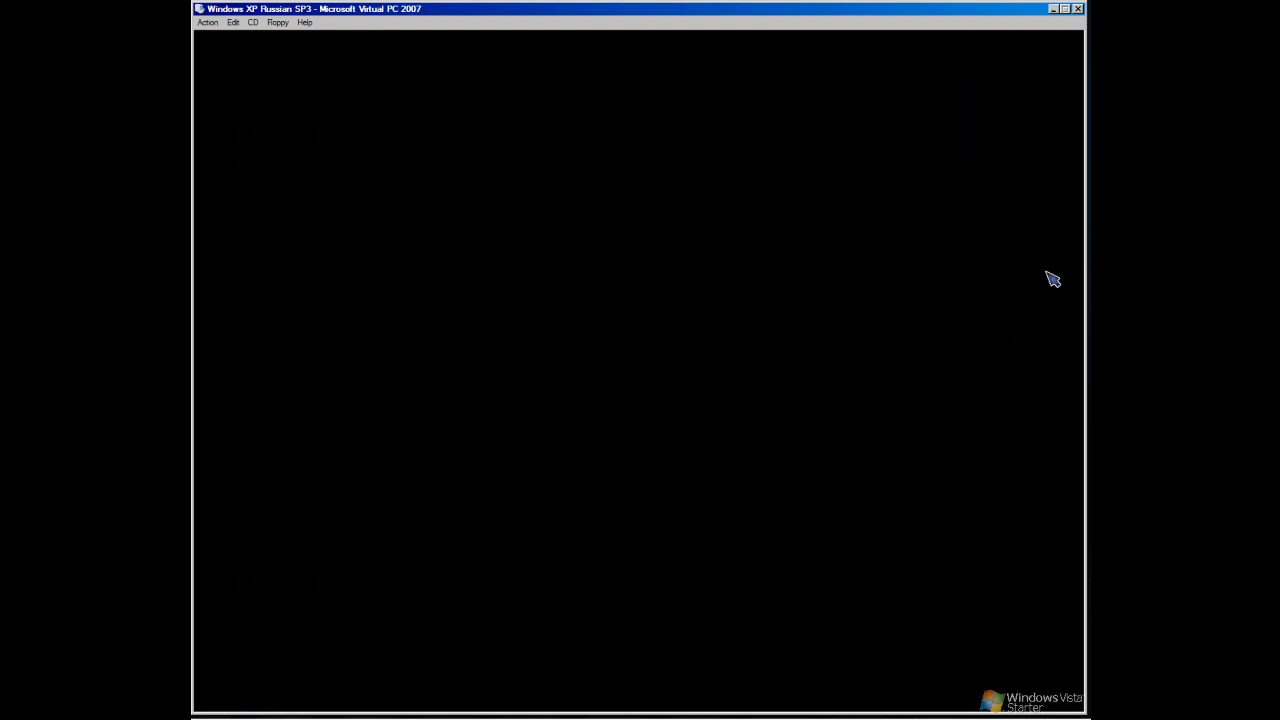 Windows XP Russian SP3 - Microsoft Virtual PC 2007
Action Edit CD Floppy Help
Windows Vista
Starter